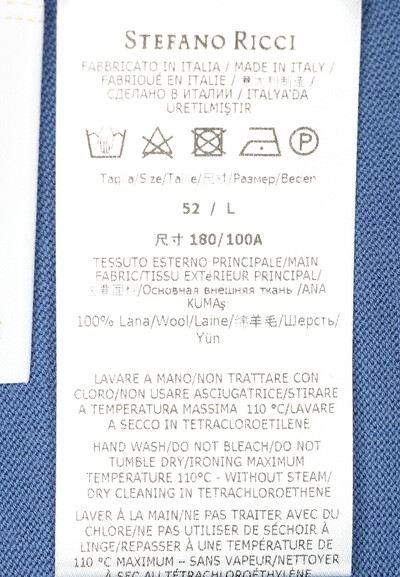 STEFANO RICCI
FABBRICATO IN ITALIA / MADE IN ITALY /
FABRIQUÉ EN ITALIE / 意大利制造 /
СДЕЛАНО В ИТАЛИИ / ITALYA'DA
ÜRETILMIŞTIR
P
Taglia/Size/Taille/尺寸/Размер/Beden
52 / L
尺寸 180/100A
TESSUTO ESTERNO PRINCIPALE/MAIN
FABRIC/TISSU EXTéRIEUR PRINCIPAL/
面料/Основная внешняя ткань /ANA
KUMAş:
100% Lana/Wool/Laine/绵羊毛/Шерсть/
Yün
LAVARE A MANO/NON TRATTARE CON
CLORO/NON USARE ASCIUGATRICE/STIRARE
A TEMPERATURA MASSIMA 110 °C/LAVARE
A SECCO IN TETRACLOROETILENE
HAND WASH/DO NOT BLEACH/DO NOT
TUMBLE DRY/IRONING MAXIMUM
TEMPERATURE 110°C - WITHOUT STEAM/
DRY CLEANING IN TETRACHLOROETHENE
LAVER À LA MAIN/NE PAS TRAITER AVEC DU
CHLORE/NE PAS UTILISER DE SÉCHOIR À
LINGE/REPASSER À UNE TEMPÉRATURE DE
110 °C MAXIMUM – SANS VAPEUR/NETTOYER
À SEC AU TÉTRACHLOROÉTHYLÈNE